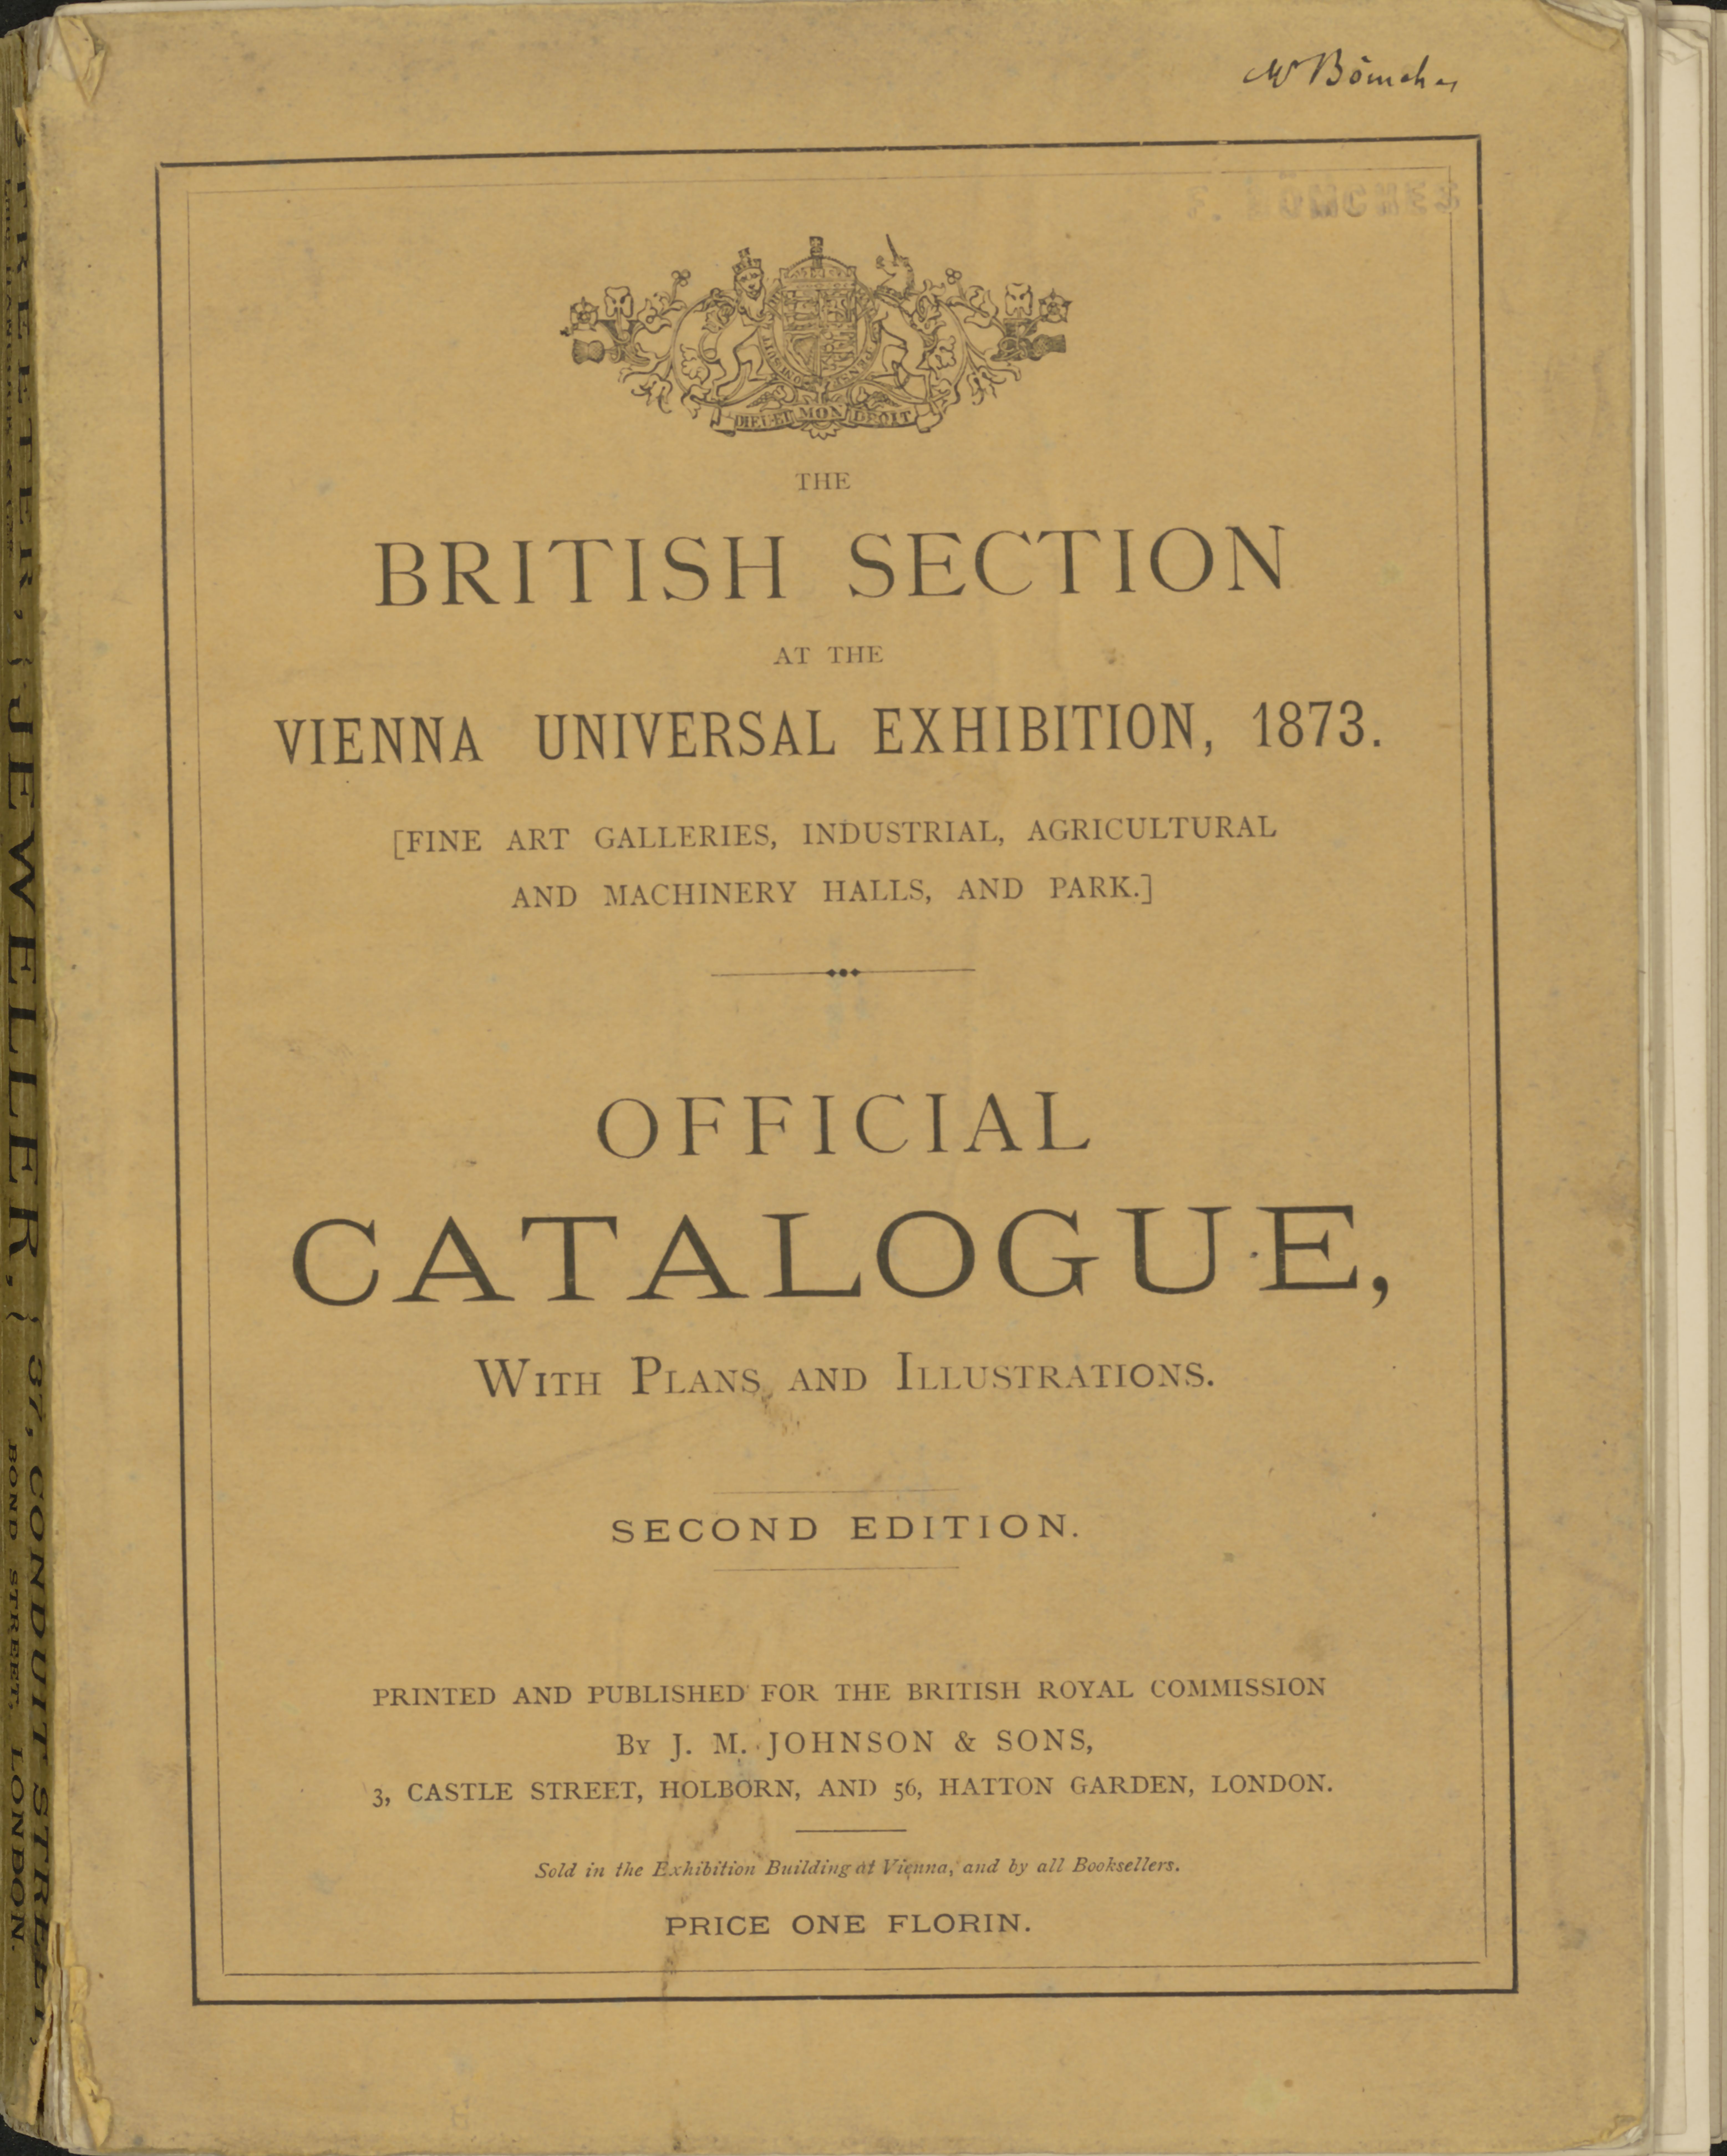 Bömches
F. BÖMCHES
DIEU ET MON DROIT
THE
BRITISH SECTION
AT THE
VIENNA UNIVERSAL EXHIBITION, 1873.
[FINE ART GALLERIES, INDUSTRIAL, AGRICULTURAL
AND MACHINERY HALLS, AND PARK.]
OFFICIAL
CATALOGUE,
WITH PLANS AND ILLUSTRATIONS.
SECOND EDITION.
PRINTED AND PUBLISHED FOR THE BRITISH ROYAL COMMISSION
BY J. M. JOHNSON & SONS,
3, CASTLE STREET, HOLBORN, AND 56, HATTON GARDEN, LONDON.
Sold in the Exhibition Building at Vienna, and by all Booksellers.
PRICE ONE FLORIN.
STREETER, { JEWELLER, } 37, CONDUIT STREET,
BOND STREET, LONDON.